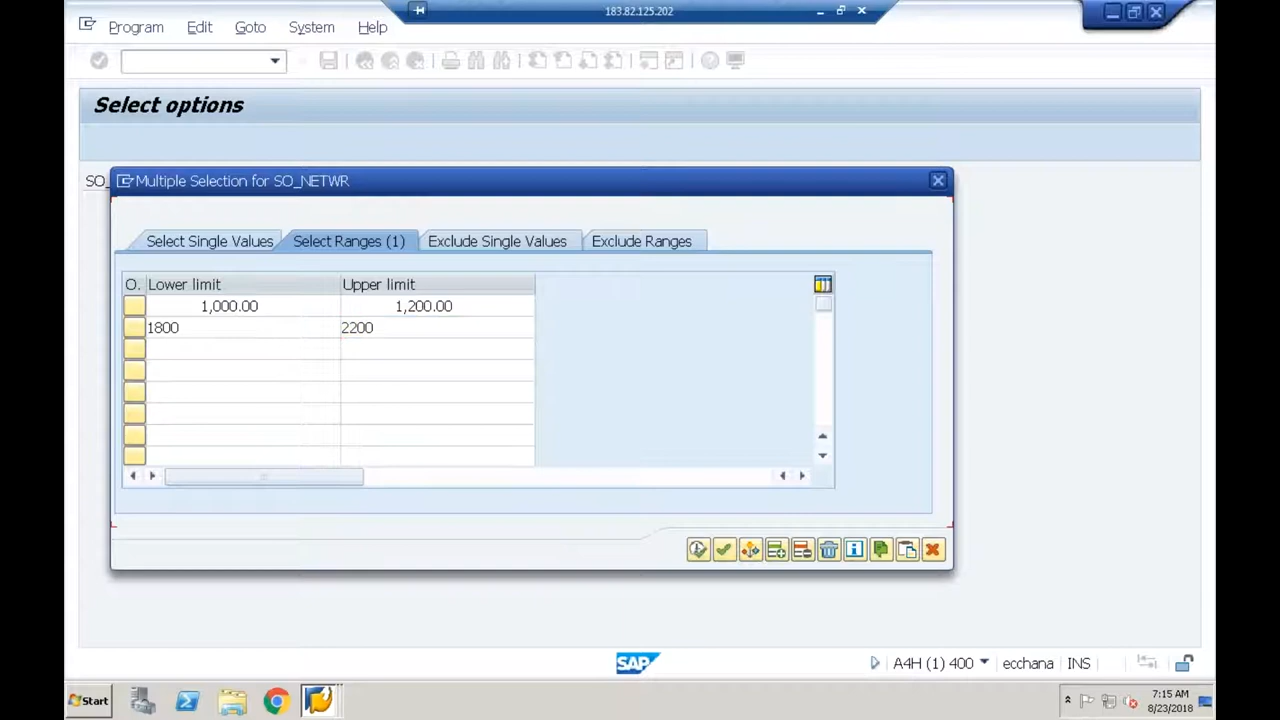 183.82.125.202
Program Edit Goto System Help
Select options
SO_
Multiple Selection for SO_NETWR
Select Single Values Select Ranges (1) Exclude Single Values Exclude Ranges
O. Lower limit Upper limit
1,000.00 1,200.00
1800 2200
SAP A4H (1) 400 ecchana INS
Start 7:15 AM
8/23/2018